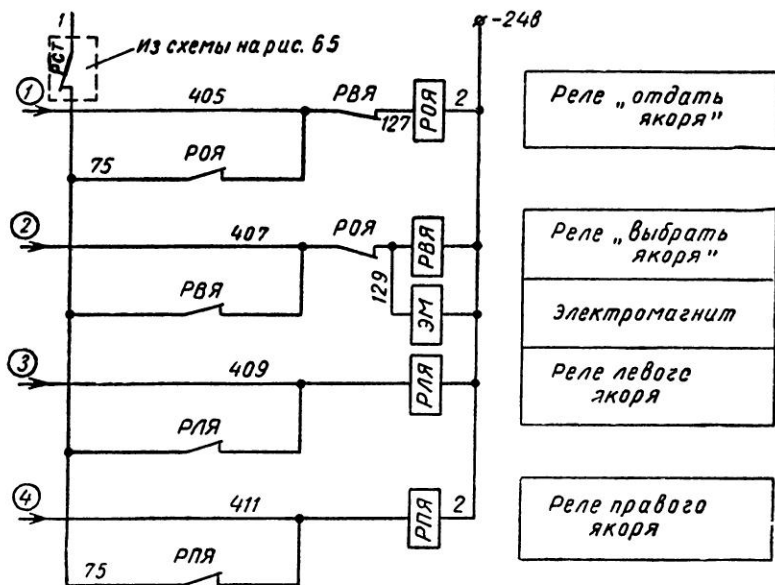 1
-24в
РСТ
Из схемы на рис. 65
1
405
РВЯ
127
РОЯ
2
Реле „отдать
якоря"
75
РОЯ
2
407
РОЯ
129
РВЯ
Реле „выбрать
якоря"
РВЯ
ЭМ
Электромагнит
3
409
РЛЯ
Реле левого
якоря
РЛЯ
4
411
РПЯ
2
Реле правого
якоря
75
РПЯ